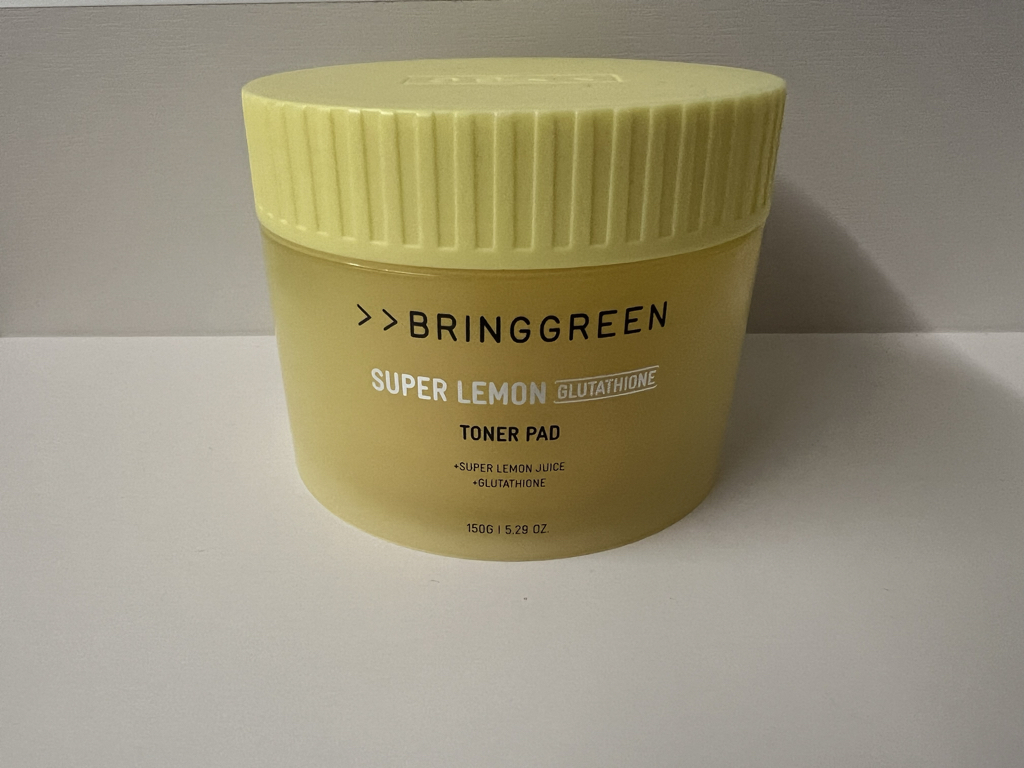 >>BRINGGREEN
SUPER LEMON GLUTATHIONE
TONER PAD
+SUPER LEMON JUICE
+GLUTATHIONE
150G | 5.29 OZ.